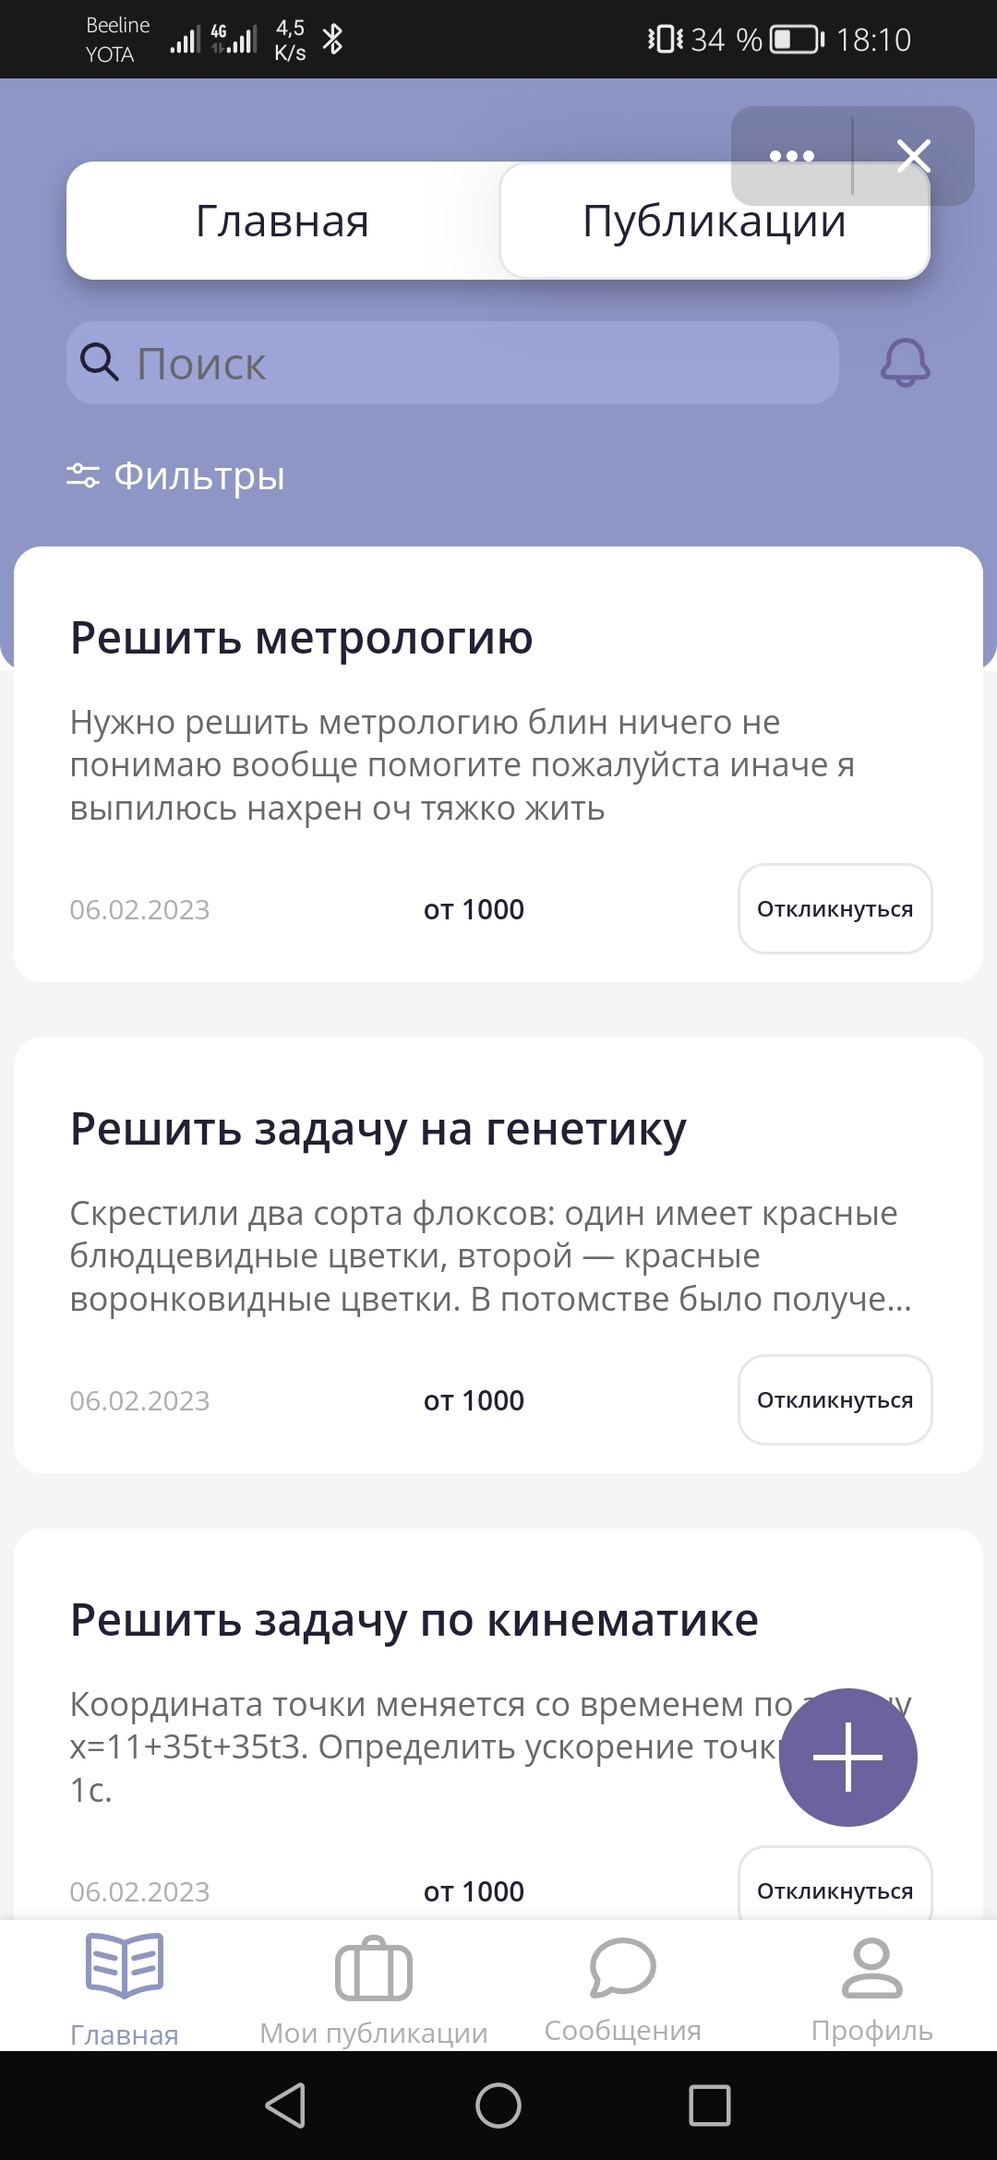 Beeline
YOTA
4G
4,5
K/s
34 %
18:10
Главная
Публикации
Поиск
Фильтры
Решить метрологию
Нужно решить метрологию блин ничего не
понимаю вообще помогите пожалуйста иначе я
выпилюсь нахрен оч тяжко жить
06.02.2023
от 1000
Откликнуться
Решить задачу на генетику
Скрестили два сорта флоксов: один имеет красные
блюдцевидные цветки, второй — красные
воронковидные цветки. В потомстве было получе...
06.02.2023
от 1000
Откликнуться
Решить задачу по кинематике
Координата точки меняется со временем по
x=11+35t+35t3. Определить ускорение
1с.
06.02.2023
от 1000
Откликнуться
Главная
Мои публикации
Сообщения
Профиль